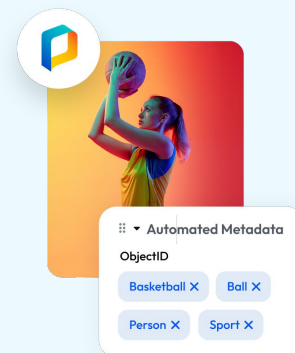 Automated Metadata
ObjectID
Basketball ✕ Ball ✕
Person ✕ Sport ✕